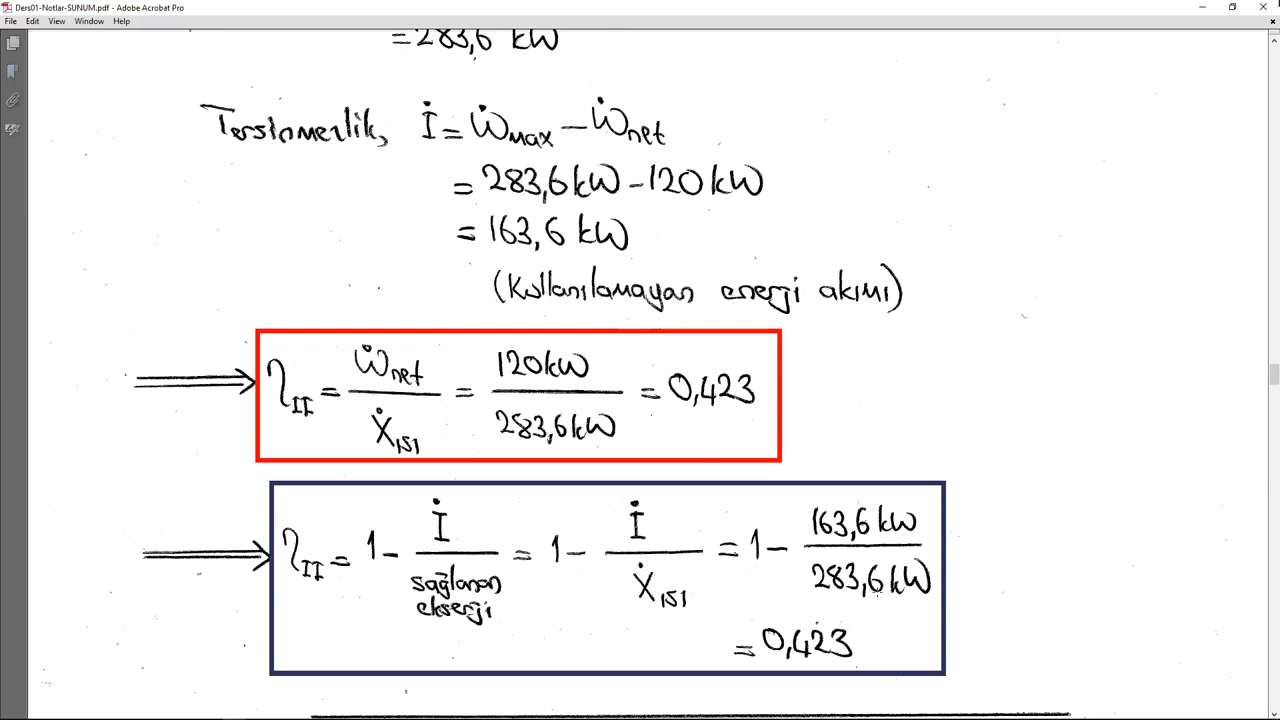 Ders01-Notlar-SUNUM.pdf - Adobe Acrobat Pro
File Edit View Window Help
= 283,6 kW
Tersinmezlik, İ = Ẇmax – Ẇnet
= 283,6 kW – 120 kW
= 163,6 kW
(Kullanılamayan enerji akımı)
ηII = Ẇnet / Ẋısı = 120 kW / 283,6 kW = 0,423
ηII = 1 – İ / sağlanan ekserji = 1 – İ / Ẋısı = 1 – 163,6 kW / 283,6 kW
= 0,423